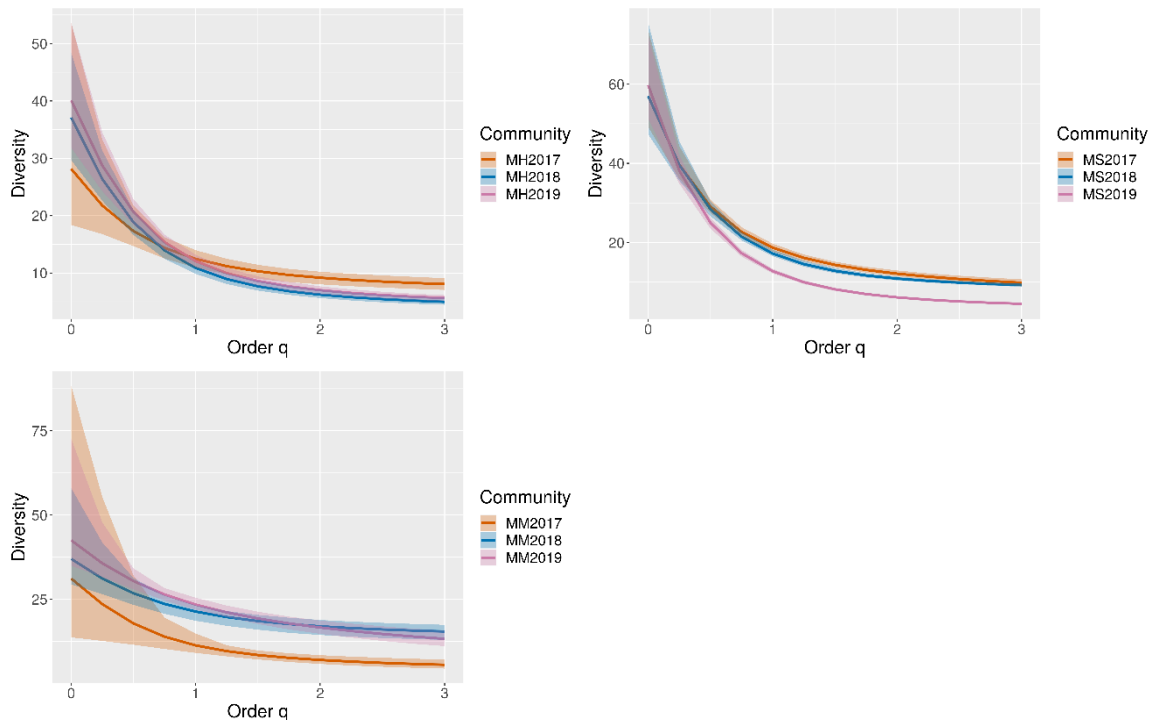 Diversity
50
40
30
20
10
0
1
2
3
Order q
Community
MH2017
MH2018
MH2019
Diversity
60
40
20
0
1
2
3
Order q
Community
MS2017
MS2018
MS2019
Diversity
75
50
25
0
1
2
3
Order q
Community
MM2017
MM2018
MM2019